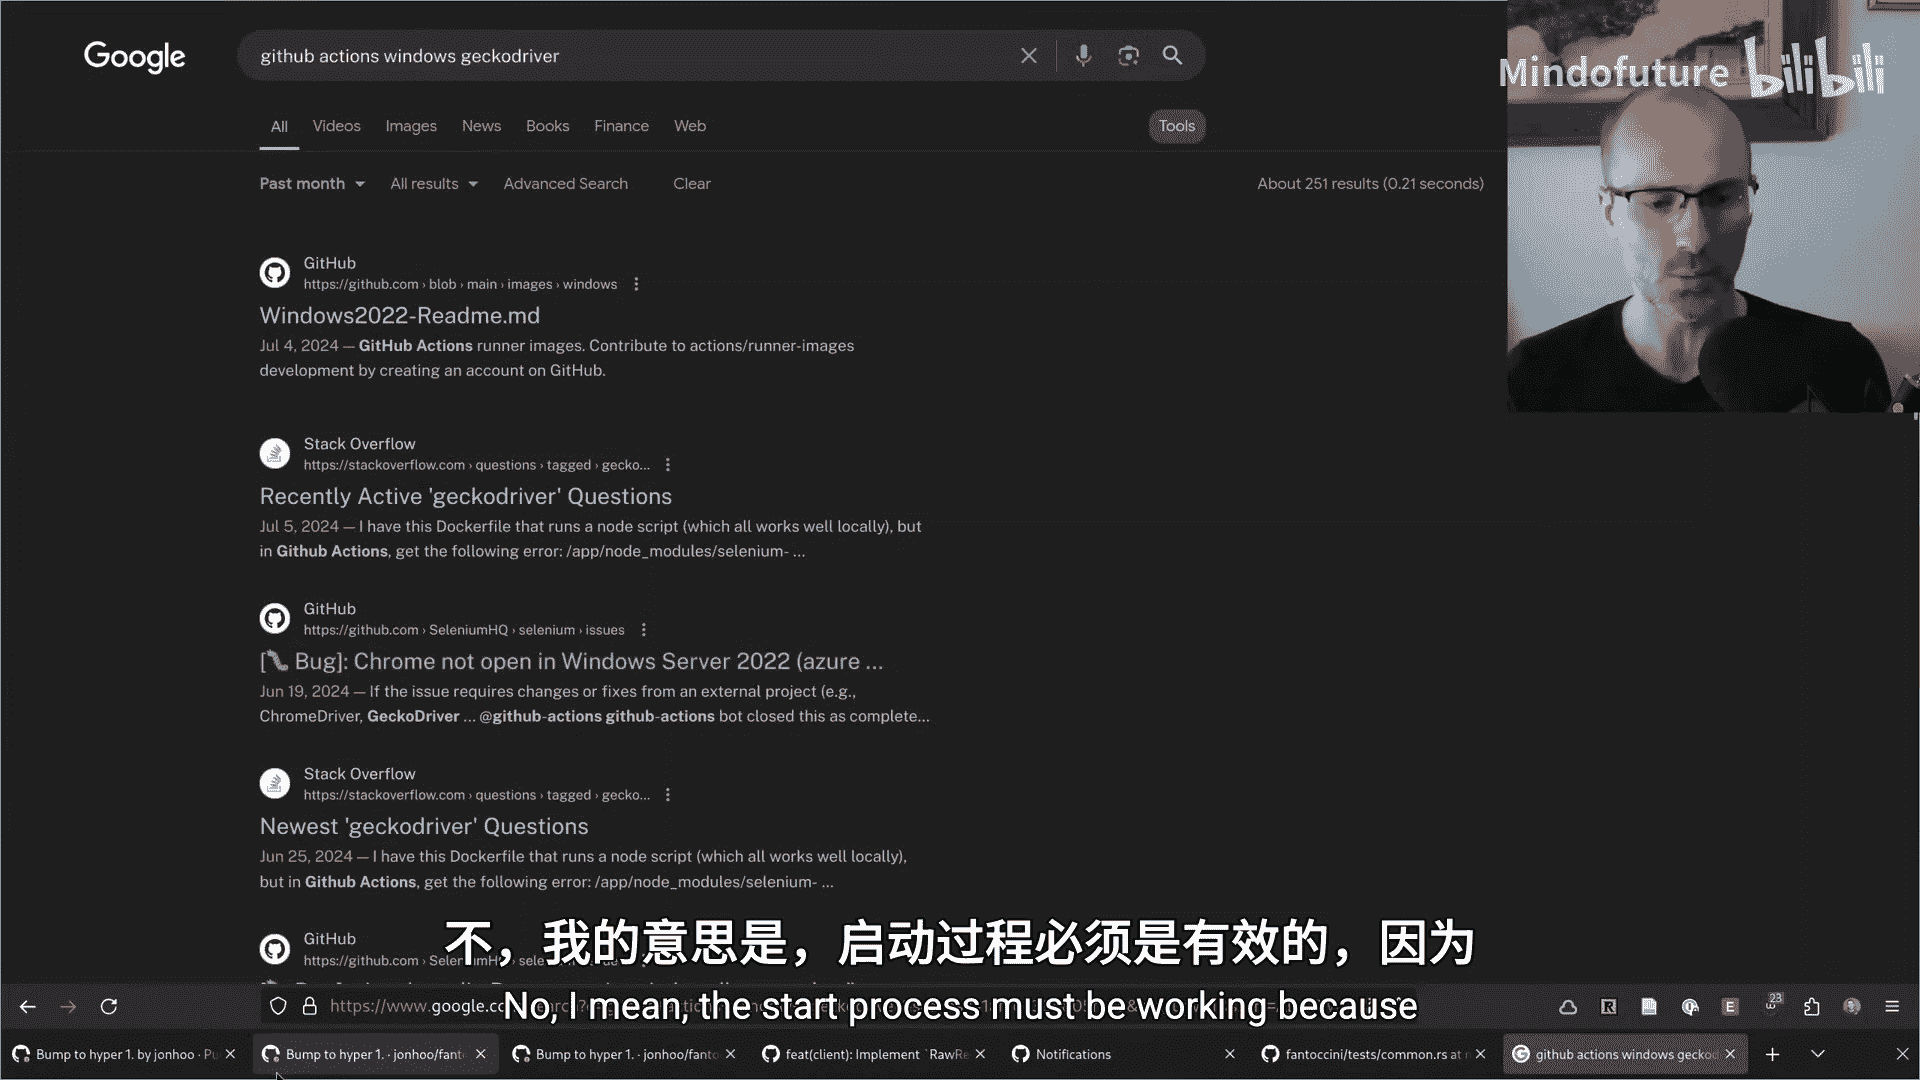 Google
github actions windows geckodriver
Mindofuture bilibili
All Videos Images News Books Finance Web Tools
Past month All results Advanced Search Clear About 251 results (0.21 seconds)
GitHub
https://github.com › blob › main › images › windows
Windows2022-Readme.md
Jul 4, 2024 — GitHub Actions runner images. Contribute to actions/runner-images
development by creating an account on GitHub.
Stack Overflow
https://stackoverflow.com › questions › tagged › gecko...
Recently Active 'geckodriver' Questions
Jul 5, 2024 — I have this Dockerfile that runs a node script (which all works well locally), but
in Github Actions, get the following error: /app/node_modules/selenium- ...
GitHub
https://github.com › SeleniumHQ › selenium › issues
[🐛 Bug]: Chrome not open in Windows Server 2022 (azure ...
Jun 19, 2024 — If the issue requires changes or fixes from an external project (e.g.,
ChromeDriver, GeckoDriver ... @github-actions github-actions bot closed this as complete...
Stack Overflow
https://stackoverflow.com › questions › tagged › gecko...
Newest 'geckodriver' Questions
Jun 25, 2024 — I have this Dockerfile that runs a node script (which all works well locally),
but in Github Actions, get the following error: /app/node_modules/selenium- ...
GitHub
https://github.com
不，我的意思是，启动过程必须是有效的，因为
https://www.google.co
No, I mean, the start process must be working because
E 23
Bump to hyper 1. by jonhoo · Pu Bump to hyper 1. · jonhoo/fant Bump to hyper 1. · jonhoo/fanto feat(client): Implement `RawRe Notifications fantoccini/tests/common.rs at github actions windows geckod